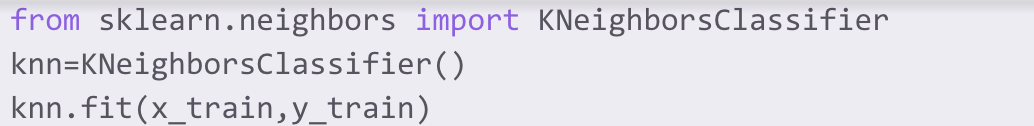 from sklearn.neighbors import KNeighborsClassifier
knn=KNeighborsClassifier()
knn.fit(x_train,y_train)